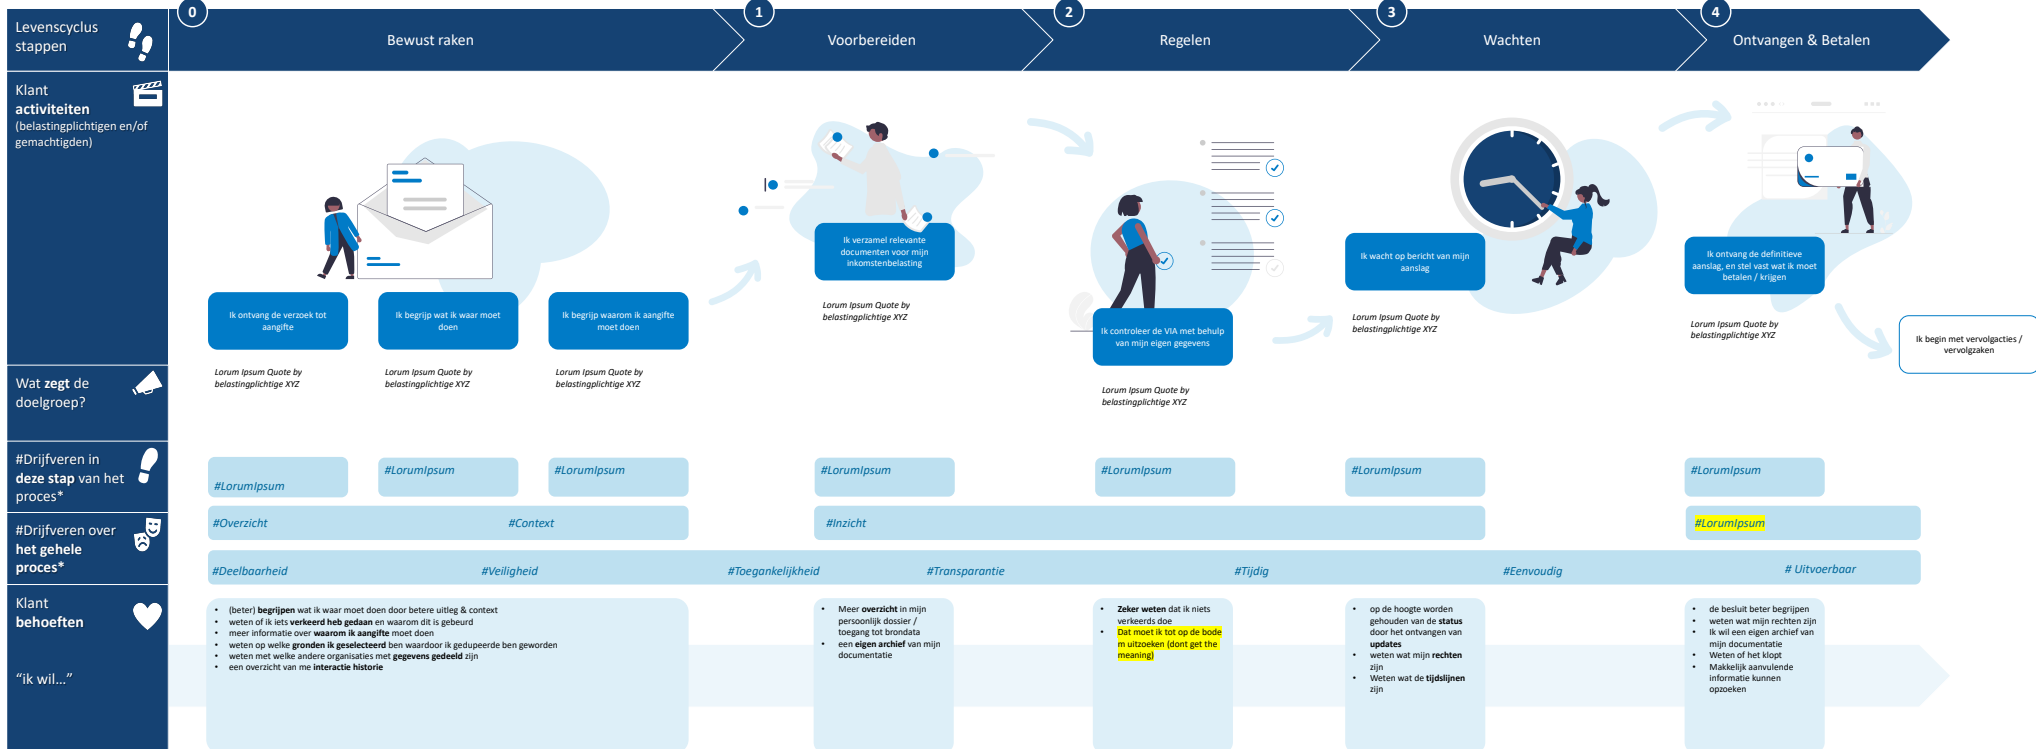 Levenscyclus
stappen
0
Bewust raken
1
Voorbereiden
2
Regelen
3
Wachten
4
Ontvangen & Betalen
Klant
activiteiten
(belastingplichtigen en/of
gemachtigden)
Ik ontvang de verzoek tot
aangifte
Ik begrijp wat ik waar moet
doen
Ik begrijp waarom ik aangifte
moet doen
Ik verzamel relevante
documenten voor mijn
inkomstenbelasting
Ik controleer de VIA met behulp
van mijn eigen gegevens
Ik wacht op bericht van mijn
aanslag
Ik ontvang de definitieve
aanslag, en stel vast wat ik moet
betalen / krijgen
Ik begin met vervolgacties /
vervolgzaken
Wat zegt de
doelgroep?
Lorum Ipsum Quote by
belastingplichtige XYZ
Lorum Ipsum Quote by
belastingplichtige XYZ
Lorum Ipsum Quote by
belastingplichtige XYZ
Lorum Ipsum Quote by
belastingplichtige XYZ
Lorum Ipsum Quote by
belastingplichtige XYZ
Lorum Ipsum Quote by
belastingplichtige XYZ
Lorum Ipsum Quote by
belastingplichtige XYZ
#Drijfveren in
deze stap van het
proces*
#LorumIpsum
#LorumIpsum
#LorumIpsum
#LorumIpsum
#LorumIpsum
#LorumIpsum
#LorumIpsum
#Drijfveren over
het gehele
proces*
#Overzicht
#Context
#Inzicht
#LorumIpsum
#Deelbaarheid
#Veiligheid
#Toegankelijkheid
#Transparantie
#Tijdig
#Eenvoudig
# Uitvoerbaar
Klant
behoeften
"ik wil…"
• (beter) begrijpen wat ik waar moet doen door betere uitleg & context
• weten of ik iets verkeerd heb gedaan en waarom dit is gebeurd
• meer informatie over waarom ik aangifte moet doen
• weten op welke gronden ik geselecteerd ben waardoor ik gedupeerde ben geworden
• weten met welke andere organisaties met gegevens gedeeld zijn
• een overzicht van me interactie historie
• Meer overzicht in mijn
persoonlijk dossier /
toegang tot brondata
• een eigen archief van mijn
documentatie
• Zeker weten dat ik niets
verkeerds doe
• Dat moet ik tot op de bode
m uitzoeken (dont get the
meaning)
• op de hoogte worden
gehouden van de status
door het ontvangen van
updates
• weten wat mijn rechten
zijn
• Weten wat de tijdslijnen
zijn
• de besluit beter begrijpen
• weten wat mijn rechten zijn
• Ik wil een eigen archief van
mijn documentatie
• Weten of het klopt
• Makkelijk aanvulende
informatie kunnen
opzoeken